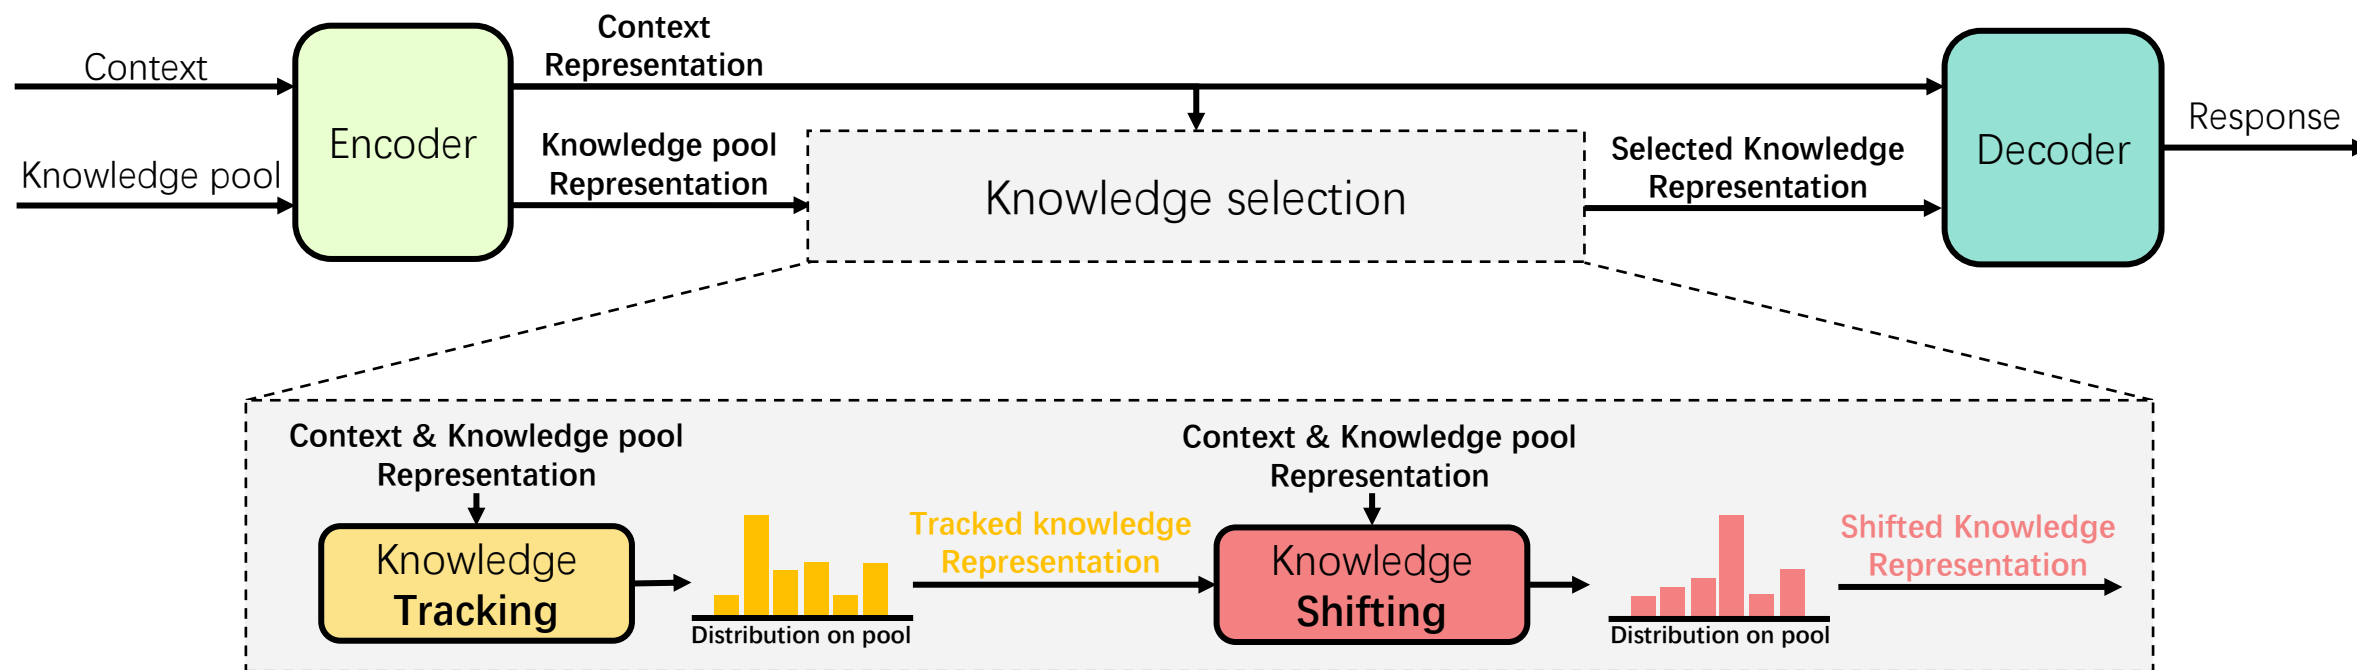 Context
Knowledge pool
Encoder
Context
Representation
Knowledge pool
Representation
Knowledge selection
Selected Knowledge
Representation
Decoder
Response
Context & Knowledge pool
Representation
Knowledge
Tracking
Distribution on pool
Tracked knowledge
Representation
Context & Knowledge pool
Representation
Knowledge
Shifting
Distribution on pool
Shifted Knowledge
Representation